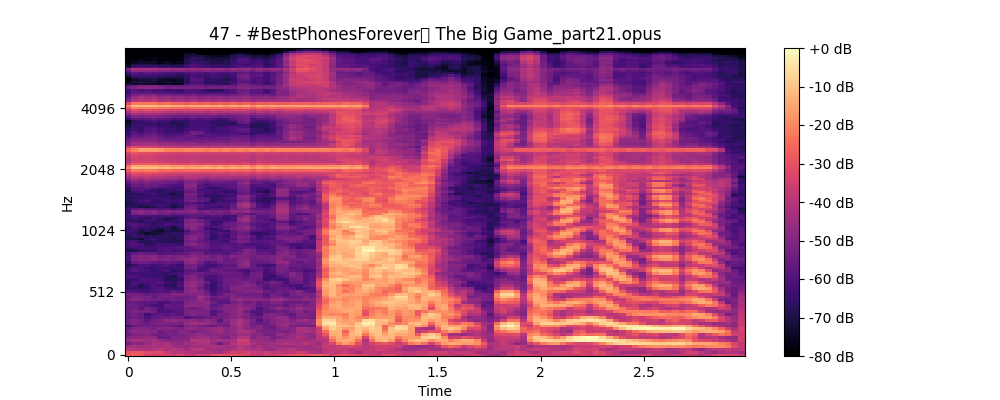 47 - #BestPhonesForever▯ The Big Game_part21.opus
Hz
4096
2048
1024
512
0
0
0.5
1
1.5
2
2.5
Time
+0 dB
-10 dB
-20 dB
-30 dB
-40 dB
-50 dB
-60 dB
-70 dB
-80 dB